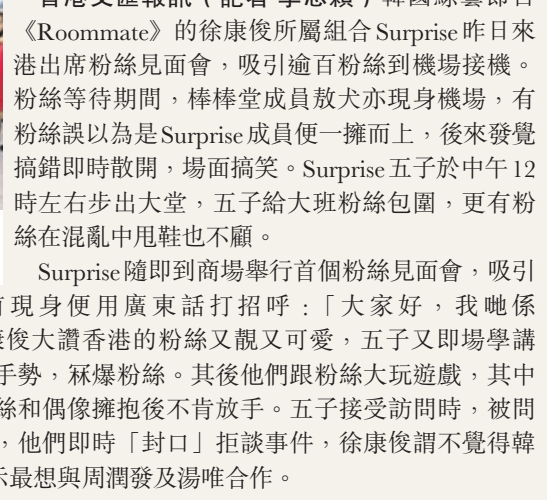 香港文匯報訊（記者 李思穎）韓國綜藝節目
《Roommate》的徐康俊所屬組合Surprise昨日來
港出席粉絲見面會，吸引逾百粉絲到機場接機。
粉絲等待期間，棒棒堂成員敖犬亦現身機場，有
粉絲誤以為是Surprise成員便一擁而上，後來發覺
搞錯即時散開，場面搞笑。Surprise五子於中午12
時左右步出大堂，五子給大班粉絲包圍，更有粉
絲在混亂中甩鞋也不顧。
Surprise隨即到商場舉行首個粉絲見面會，吸引
現身便用廣東話打招呼：「大家好，我哋係
康俊大讚香港的粉絲又靚又可愛，五子又即場學講
手勢，冧爆粉絲。其後他們跟粉絲大玩遊戲，其中
絲和偶像擁抱後不肯放手。五子接受訪問時，被問
，他們即時「封口」拒談事件，徐康俊謂不覺得韓
示最想與周潤發及湯唯合作。